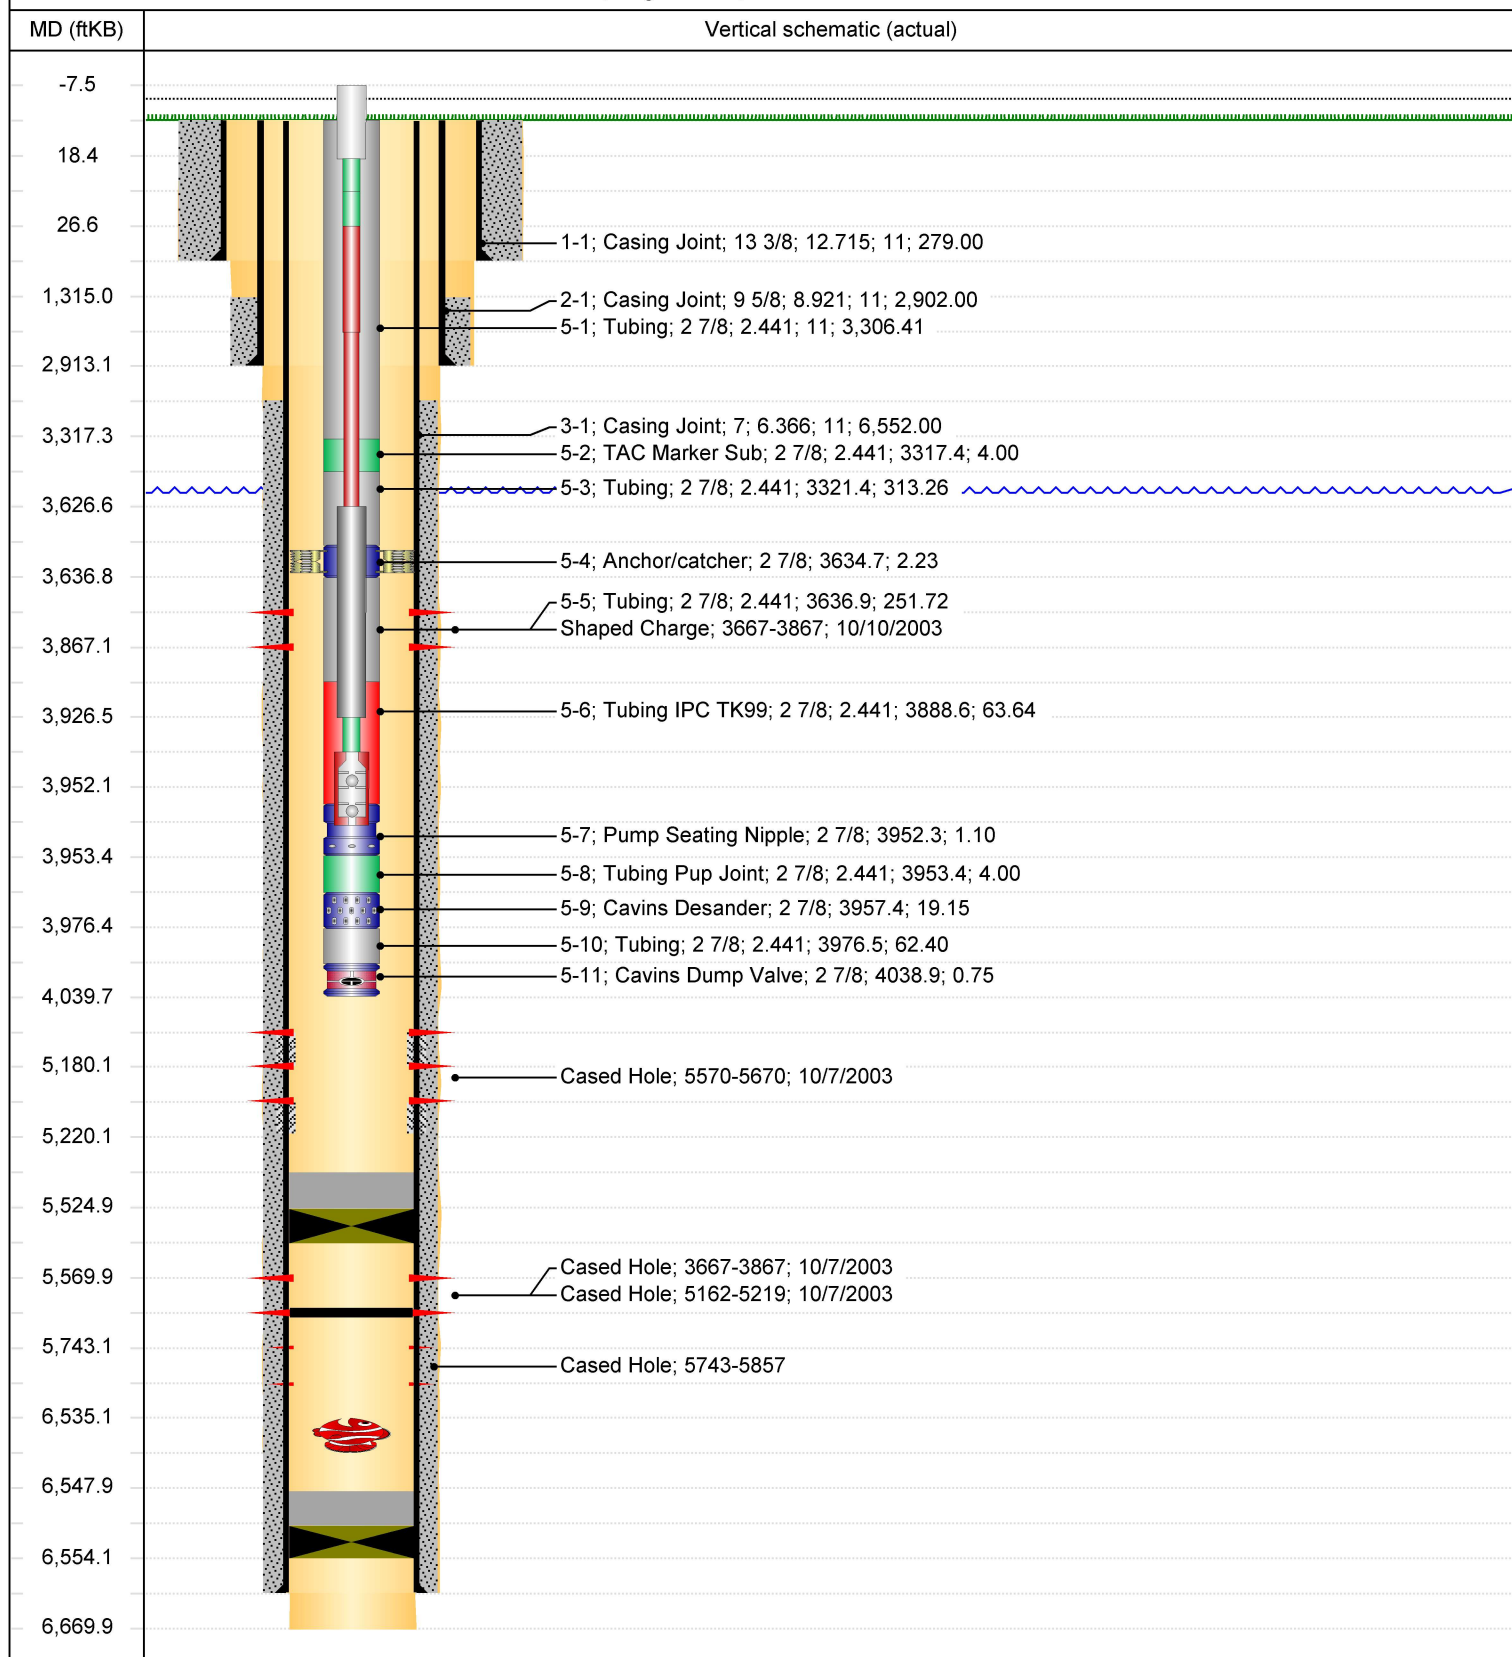 MD (ftKB)
Vertical schematic (actual)
-7.5
18.4
26.6
1-1; Casing Joint; 13 3/8; 12.715; 11; 279.00
1,315.0
2-1; Casing Joint; 9 5/8; 8.921; 11; 2,902.00
5-1; Tubing; 2 7/8; 2.441; 11; 3,306.41
2,913.1
3-1; Casing Joint; 7; 6.366; 11; 6,552.00
3,317.3
5-2; TAC Marker Sub; 2 7/8; 2.441; 3317.4; 4.00
5-3; Tubing; 2 7/8; 2.441; 3321.4; 313.26
3,626.6
5-4; Anchor/catcher; 2 7/8; 3634.7; 2.23
3,636.8
5-5; Tubing; 2 7/8; 2.441; 3636.9; 251.72
Shaped Charge; 3667-3867; 10/10/2003
3,867.1
5-6; Tubing IPC TK99; 2 7/8; 2.441; 3888.6; 63.64
3,926.5
3,952.1
5-7; Pump Seating Nipple; 2 7/8; 3952.3; 1.10
3,953.4
5-8; Tubing Pup Joint; 2 7/8; 2.441; 3953.4; 4.00
5-9; Cavins Desander; 2 7/8; 3957.4; 19.15
3,976.4
5-10; Tubing; 2 7/8; 2.441; 3976.5; 62.40
5-11; Cavins Dump Valve; 2 7/8; 4038.9; 0.75
4,039.7
5,180.1
Cased Hole; 5570-5670; 10/7/2003
5,220.1
5,524.9
Cased Hole; 3667-3867; 10/7/2003
5,569.9
Cased Hole; 5162-5219; 10/7/2003
5,743.1
Cased Hole; 5743-5857
6,535.1
6,547.9
6,554.1
6,669.9